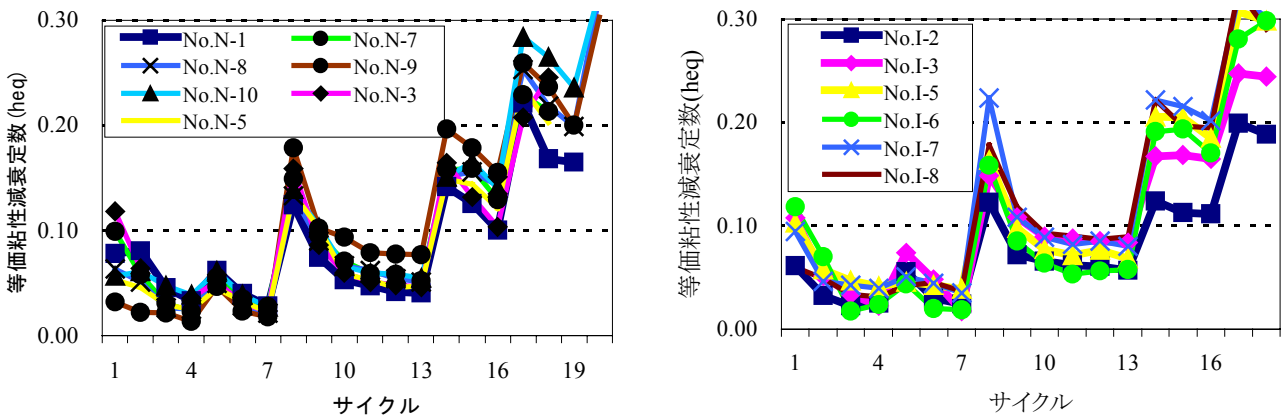 等価粘性減衰定数(heq)
0.30
0.20
0.10
0.00
No.N-1
No.N-7
No.N-8
No.N-9
No.N-10
No.N-3
No.N-5
1 4 7 10 13 16 19
サイクル
等価粘性減衰定数(heq)
0.30
0.20
0.10
0.00
No.I-2
No.I-3
No.I-5
No.I-6
No.I-7
No.I-8
1 4 7 10 13 16
サイクル